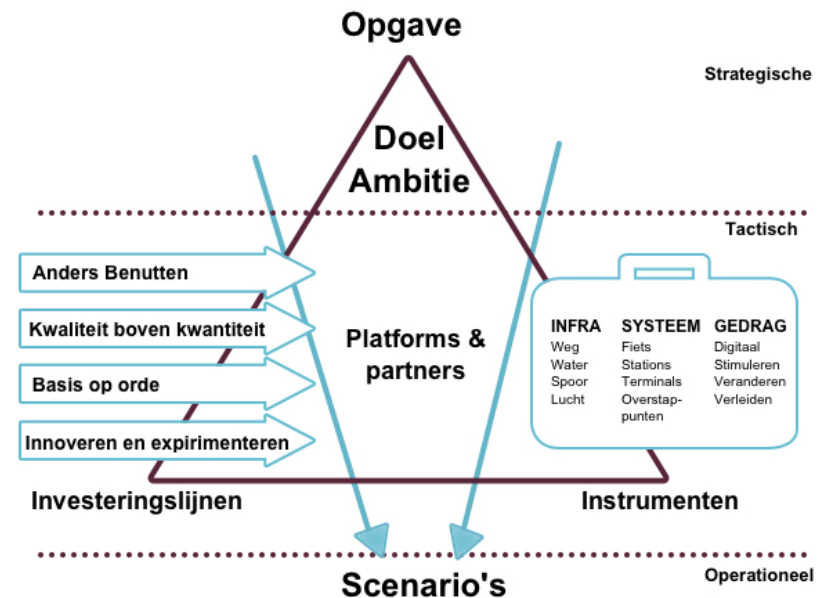 Opgave
Strategische
Doel
Ambitie
Tactisch
Anders Benutten
Kwaliteit boven kwantiteit
Basis op orde
Innoveren en expirimenteren
Platforms &
partners
INFRA SYSTEEM GEDRAG
Weg Fiets Digitaal
Water Stations Stimuleren
Spoor Terminals Veranderen
Lucht Overstap- Verleiden
punten
Investeringslijnen
Instrumenten
Operationeel
Scenario's